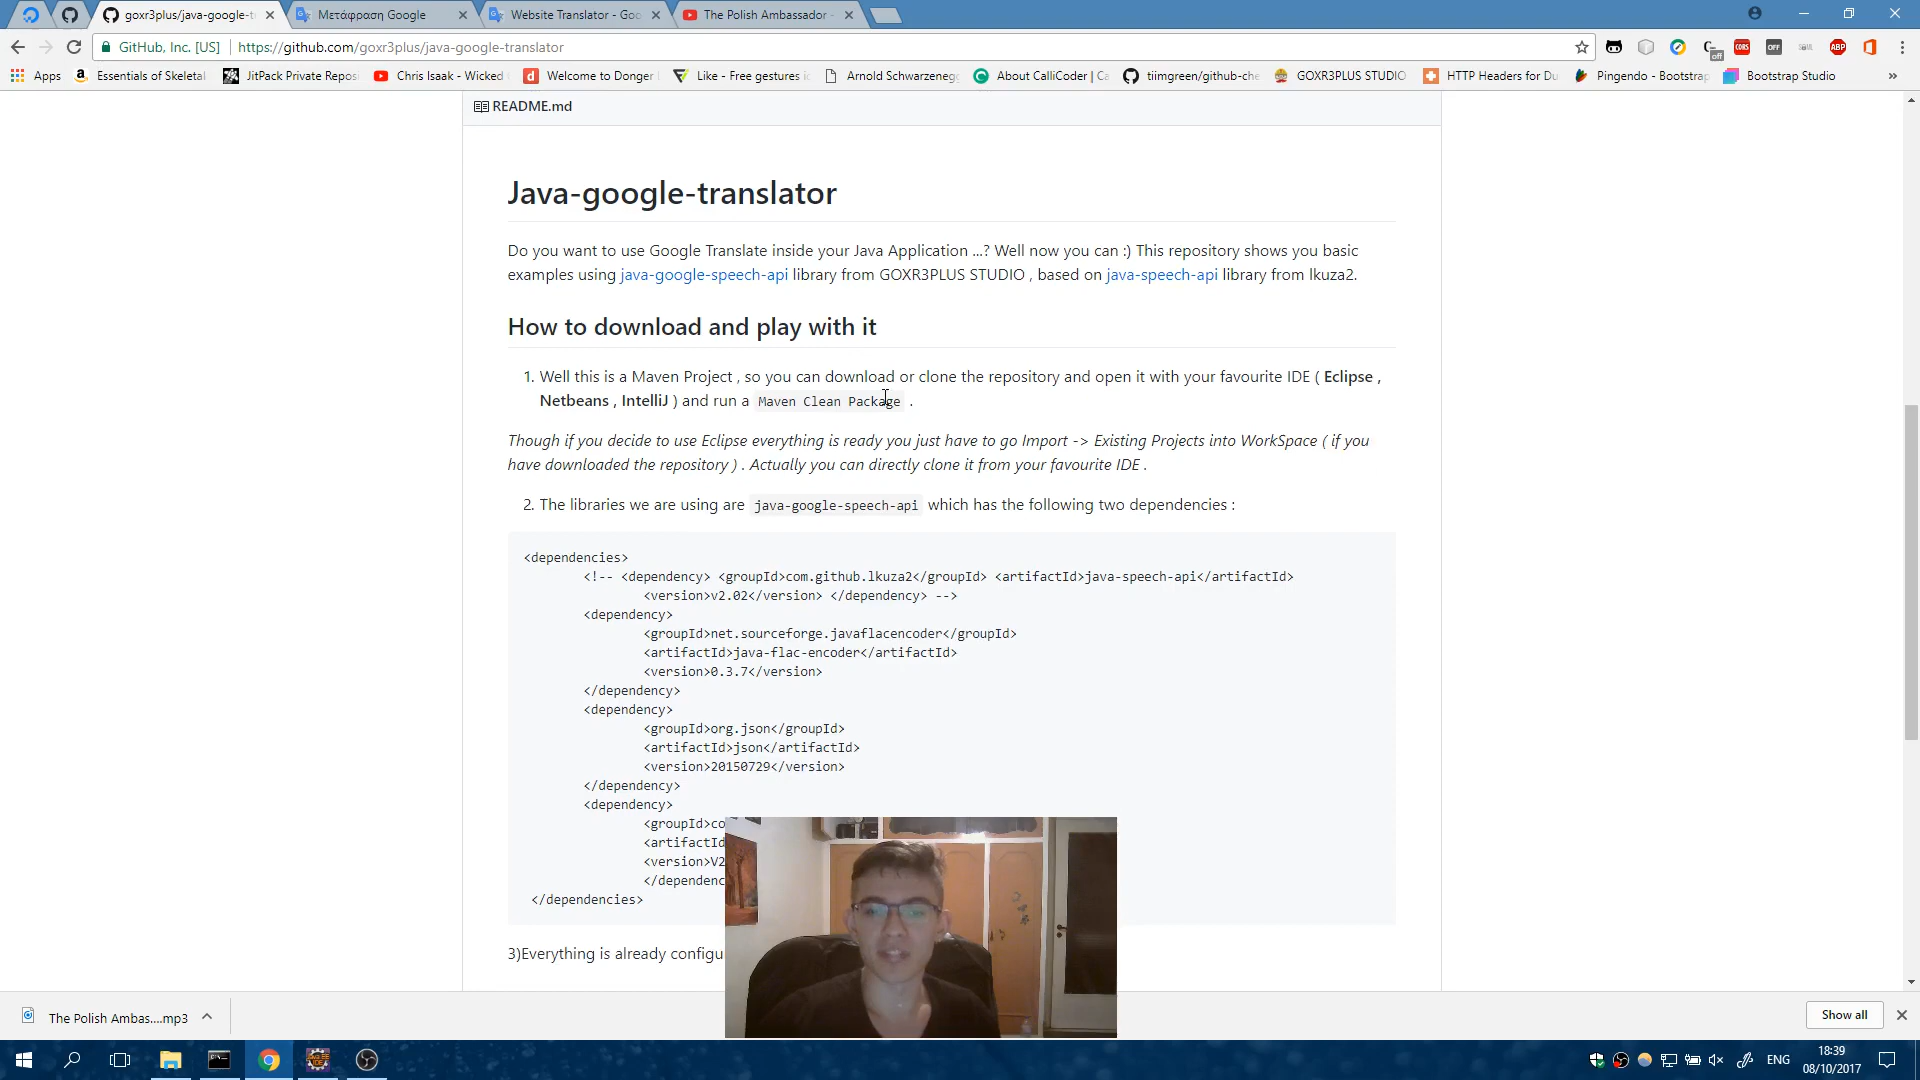 goxr3plus/java-google-t
Μετάφραση Google
Website Translator - Goo
The Polish Ambassador -
GitHub, Inc. [US]
https://github.com/goxr3plus/java-google-translator
Apps
Essentials of Skeletal
JitPack Private Repos
Chris Isaak - Wicked
Welcome to Donger
Like - Free gestures
Arnold Schwarzeneg
About CalliCoder | Ca
tiimgreen/github-che
GOXR3PLUS STUDIO
HTTP Headers for Du
Pingendo - Bootstrap
Bootstrap Studio
README.md
Java-google-translator
Do you want to use Google Translate inside your Java Application ...? Well now you can :) This repository shows you basic
examples using java-google-speech-api library from GOXR3PLUS STUDIO , based on java-speech-api library from lkuza2.
How to download and play with it
1. Well this is a Maven Project , so you can download or clone the repository and open it with your favourite IDE ( Eclipse ,
Netbeans , IntelliJ ) and run a Maven Clean Package .
Though if you decide to use Eclipse everything is ready you just have to go Import -> Existing Projects into WorkSpace ( if you
have downloaded the repository ) . Actually you can directly clone it from your favourite IDE .
2. The libraries we are using are java-google-speech-api which has the following two dependencies :
<dependencies>
<!-- <dependency> <groupId>com.github.lkuza2</groupId> <artifactId>java-speech-api</artifactId>
<version>v2.02</version> </dependency> -->
<dependency>
<groupId>net.sourceforge.javaflacencoder</groupId>
<artifactId>java-flac-encoder</artifactId>
<version>0.3.7</version>
</dependency>
<dependency>
<groupId>org.json</groupId>
<artifactId>json</artifactId>
<version>20150729</version>
</dependency>
<dependency>
<groupId>co
<artifactId
<version>V2
</dependenc
</dependencies>
3)Everything is already configu
The Polish Ambas....mp3
Show all
ENG
18:39
08/10/2017